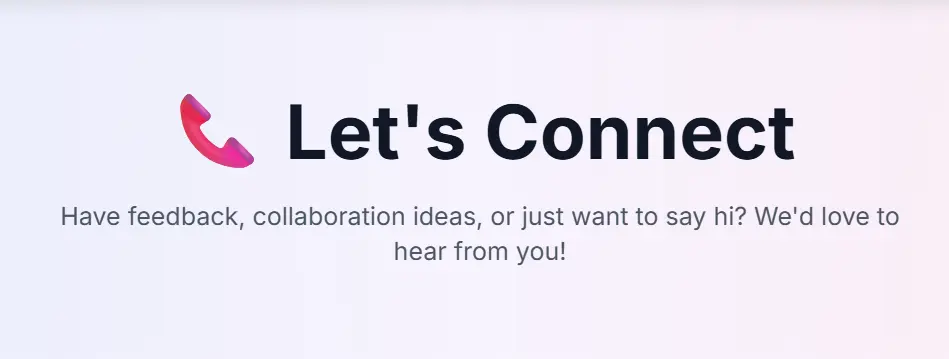 Let's Connect
Have feedback, collaboration ideas, or just want to say hi? We'd love to
hear from you!